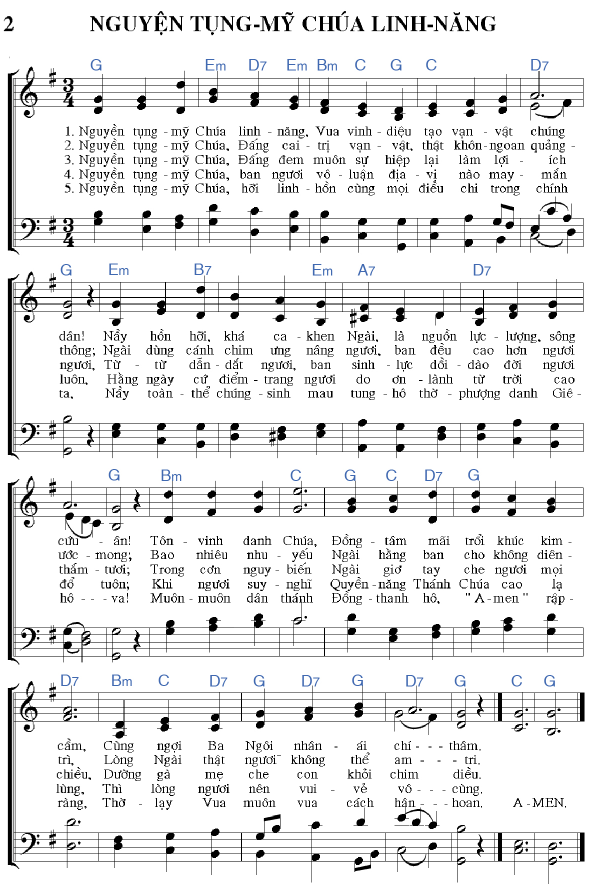 2 NGUYỆN TỤNG-MỸ CHÚA LINH-NĂNG
G Em D7 Em Bm C G C D7
1. Nguyền tụng - mỹ Chúa linh - năng, Vua vinh - diệu tạo vạn - vật chúng
2. Nguyền tụng - mỹ Chúa, Đấng cai - trị vạn - vật, thật khôn - ngoan quảng -
3. Nguyền tụng - mỹ Chúa, Đấng đem muôn sự hiệp lại làm lợi - ích
4. Nguyền tụng - mỹ Chúa, ban ngươi vô - luận địa - vị nào may - mắn
5. Nguyền tụng - mỹ Chúa, hỡi linh - hồn cùng mọi điều chi trong chính
G Em B7 Em A7 D7
dân! Nầy hồn hỡi, khá ca - khen Ngài, là nguồn lực - lượng, sông
thông; Ngài dùng cánh chim ưng nâng ngươi, ban đều cao hơn ngươi
ngươi, Từ - từ dẫn - dắt ngươi, ban sinh - lực dồi - dào đời ngươi
luôn, Hằng ngày cứ điểm - trang ngươi do ơn - lành từ trời cao
ta, Nầy toàn - thể chúng - sinh mau tung - hô thờ - phượng danh Giê -
G Bm C G C D7 G
cứu - ân! Tôn - vinh danh Chúa, Đồng - tâm mãi trổi khúc kim -
ước - mong; Bao nhiêu nhu - yếu Ngài hằng ban cho không diên -
thắm - tươi; Trong cơn nguy - biến Ngài giơ tay che ngươi mọi
đổ tuôn; Khi ngươi suy - nghĩ Quyền - năng Thánh Chúa cao lạ
hô - - va! Muôn - muôn dân thánh Đồng - thanh hô, "A - men" rập -
D7 Bm C D7 G D7 G D7 G C G
cầm, Cùng ngợi Ba Ngôi nhân - ái chí - - thâm.
trì, Lòng Ngài thật ngươi không thể am - - - tri.
chiều, Dường gà mẹ che con khỏi chim diều.
lùng, Thì lòng ngươi nên vui - vẻ vô - - cùng.
ràng, Thờ - lạy Vua muôn vua cách hận - - hoan. A-MEN.